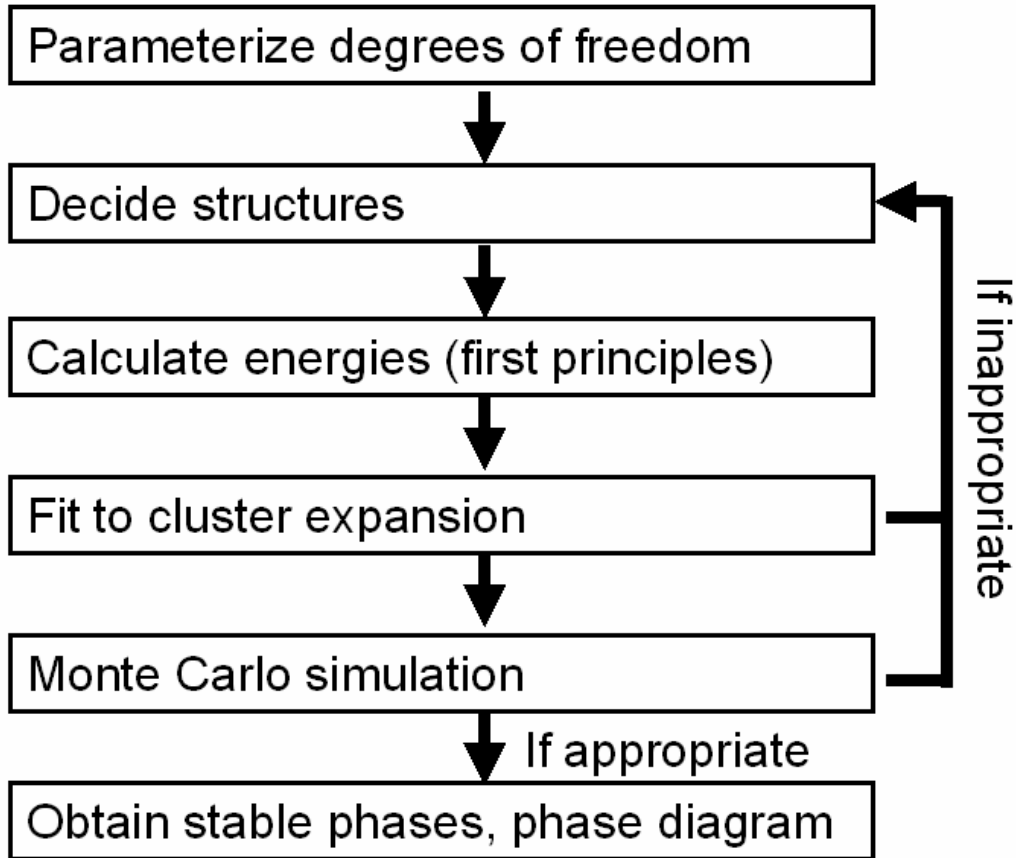 Parameterize degrees of freedom
Decide structures
Calculate energies (first principles)
Fit to cluster expansion
Monte Carlo simulation
If appropriate
Obtain stable phases, phase diagram
If inappropriate